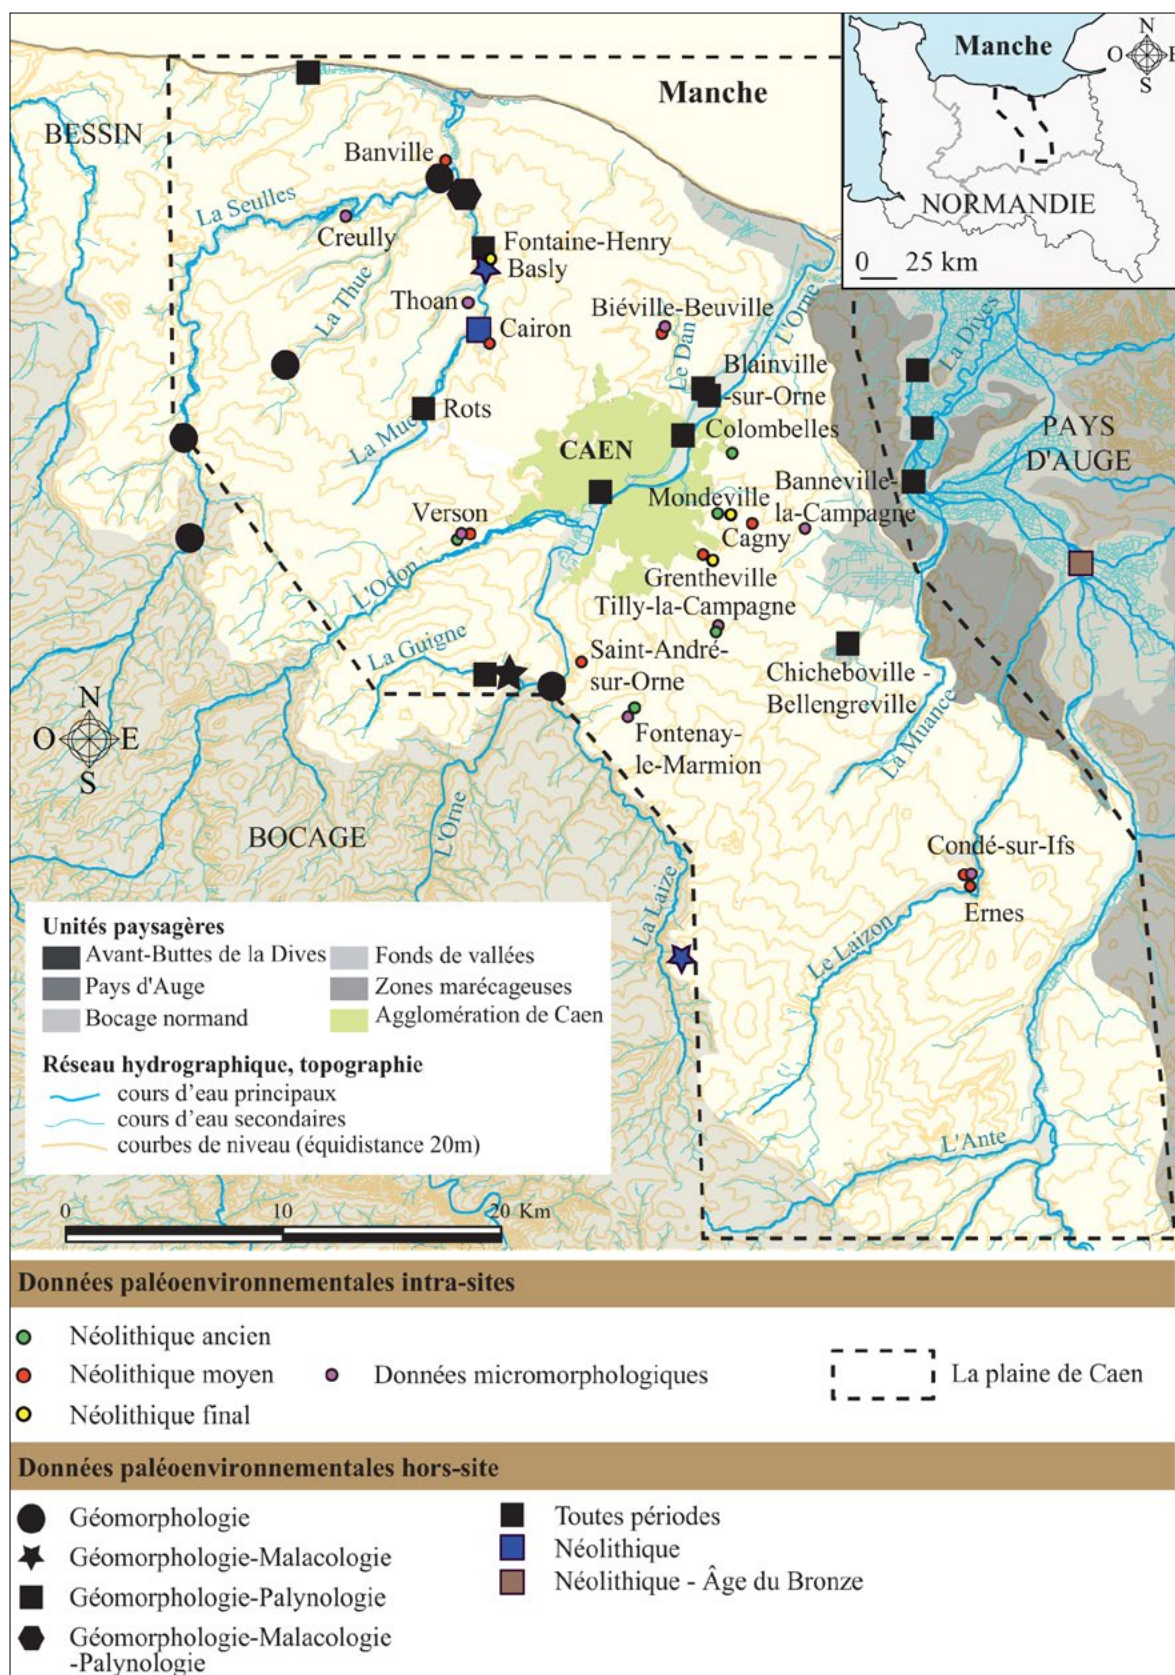 Manche
N
O
E
S
NORMANDIE
0 25 km
Manche
BESSIN
Banville
La Seulles
Creully
Fontaine-Henry
Basly
La Thue
Thoan
Cairon
Biéville-Beuville
Le Dan
L'Orne
La Dives
Blainville
-sur-Orne
Rots
Colombelles
PAYS
D'AUGE
La Mue
CAEN
Banneville-
la-Campagne
Mondeville
Verson
Cagny
L'Odon
Grentheville
Tilly-la-Campagne
La Guigne
Saint-André-
sur-Orne
Chicheboville -
Bellengreville
N
O
E
S
Fontenay-
le-Marmion
La Muance
L'Orne
BOCAGE
Condé-sur-Ifs
La Laize
Ernes
Le Laizon
L'Ante
Unités paysagères
Avant-Buttes de la Dives
Fonds de vallées
Pays d'Auge
Zones marécageuses
Bocage normand
Agglomération de Caen
Réseau hydrographique, topographie
cours d'eau principaux
cours d'eau secondaires
courbes de niveau (équidistance 20m)
0 10 20 Km
Données paléoenvironnementales intra-sites
Néolithique ancien
Néolithique moyen
Données micromorphologiques
La plaine de Caen
Néolithique final
Données paléoenvironnementales hors-site
Géomorphologie
Toutes périodes
Géomorphologie-Malacologie
Néolithique
Géomorphologie-Palynologie
Néolithique - Âge du Bronze
Géomorphologie-Malacologie
-Palynologie